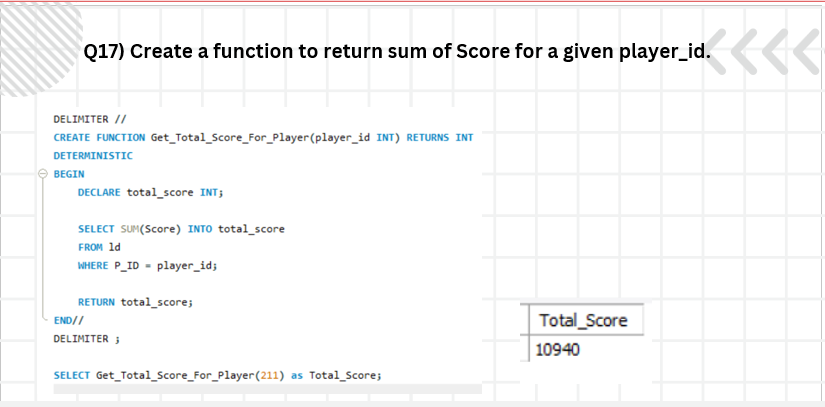 Q17) Create a function to return sum of Score for a given player_id.
DELIMITER //
CREATE FUNCTION Get_Total_Score_For_Player(player_id INT) RETURNS INT
DETERMINISTIC
BEGIN
DECLARE total_score INT;
SELECT SUM(Score) INTO total_score
FROM ld
WHERE P_ID = player_id;
RETURN total_score;
END//
DELIMITER ;
SELECT Get_Total_Score_For_Player(211) as Total_Score;
Total_Score
10940